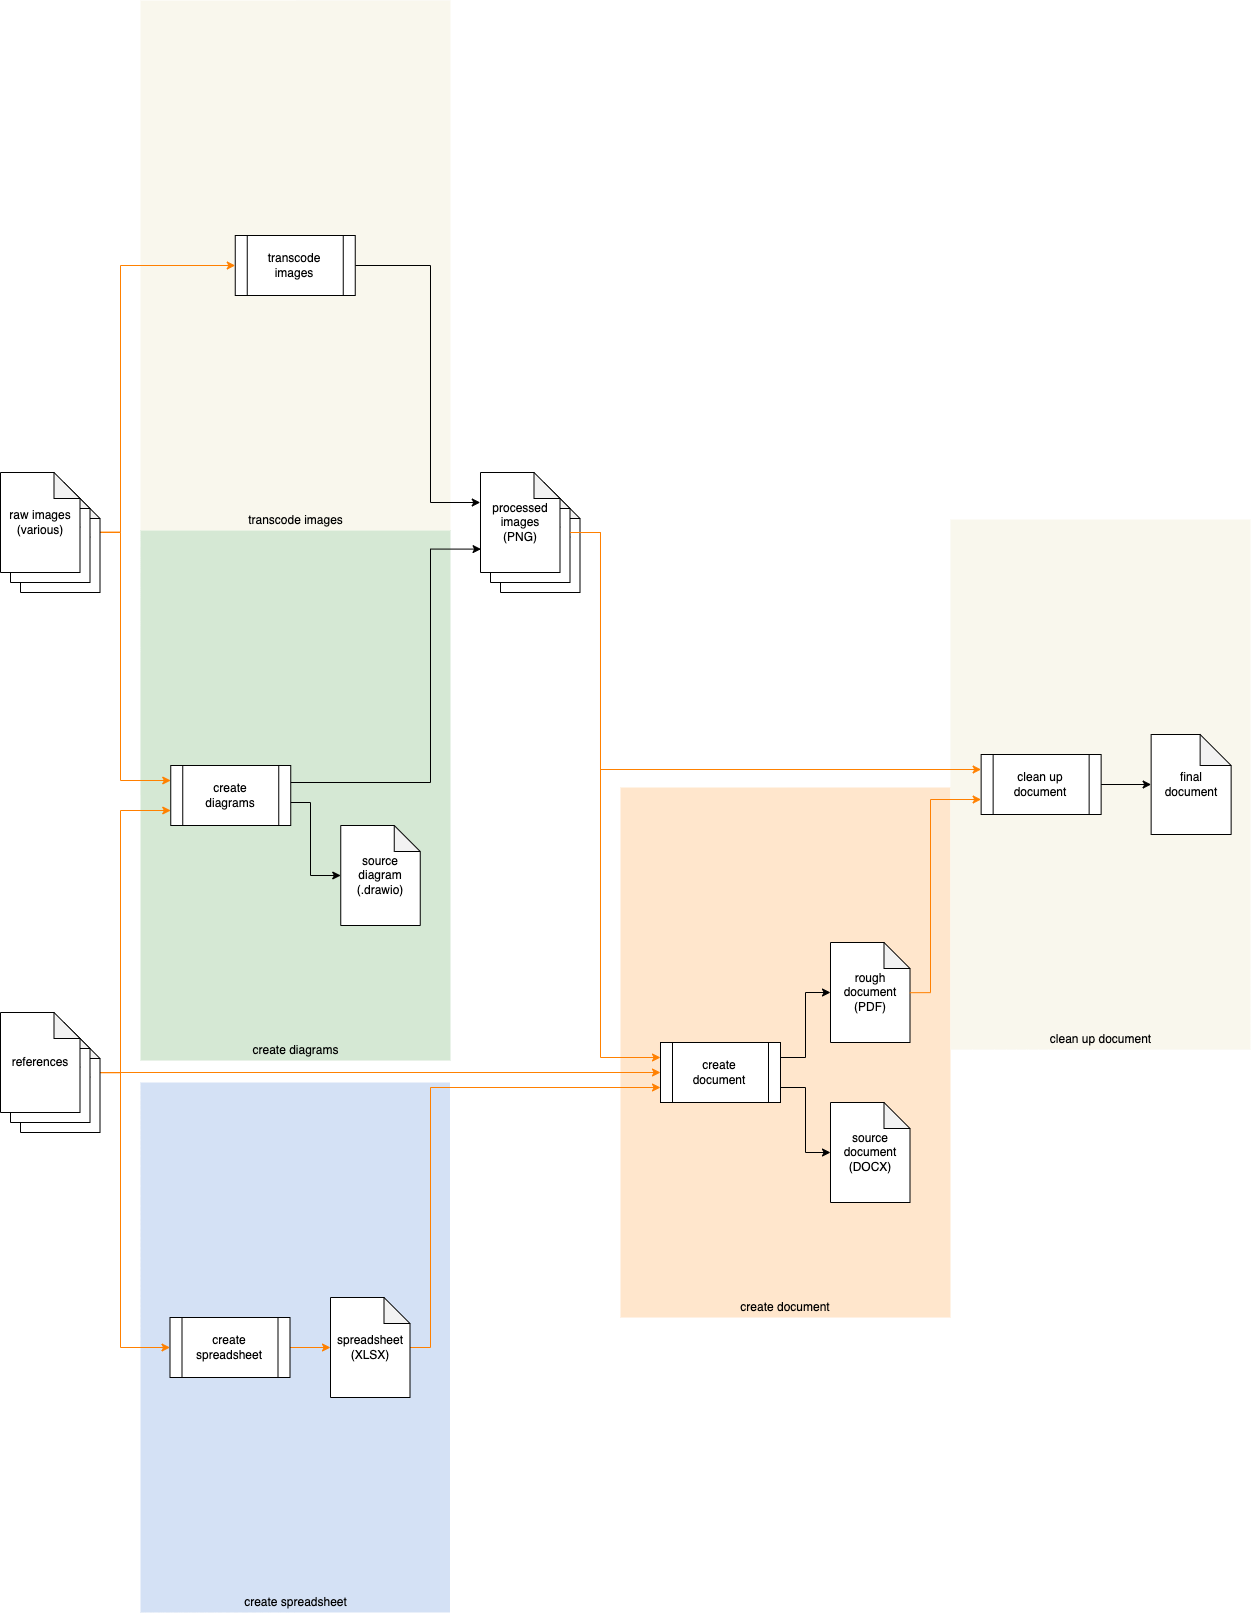 transcode
images
raw images
(various)
processed
images
(PNG)
transcode images
create
diagrams
source
diagram
(.drawio)
clean up
document
final
document
rough
document
(PDF)
clean up document
create diagrams
references
create
document
source
document
(DOCX)
create document
create
spreadsheet
spreadsheet
(XLSX)
create spreadsheet